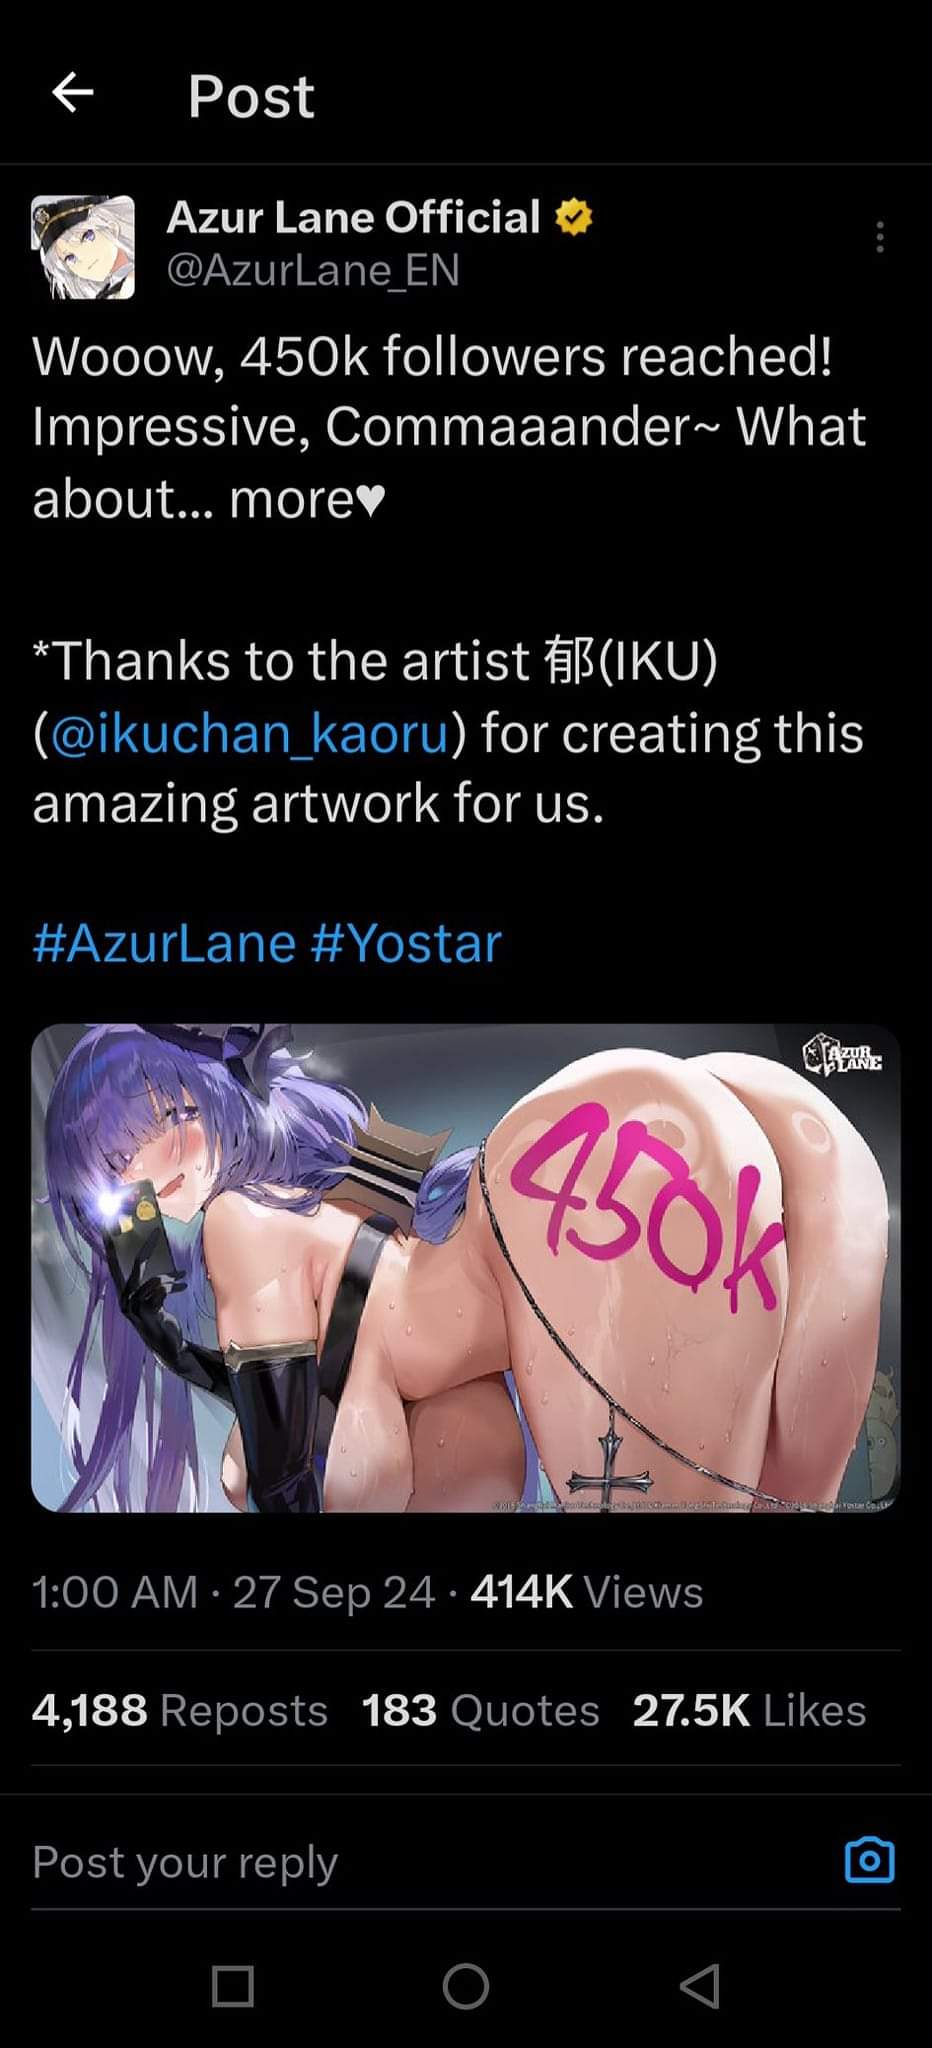 Post
Azur Lane Official
@AzurLane_EN
Wooow, 450k followers reached!
Impressive, Commaaander~ What
about... more♥
*Thanks to the artist 郁(IKU)
(@ikuchan_kaoru) for creating this
amazing artwork for us.
#AzurLane #Yostar
AZUR
LANE
450k
1:00 AM · 27 Sep 24 · 414K Views
4,188 Reposts 183 Quotes 27.5K Likes
Post your reply